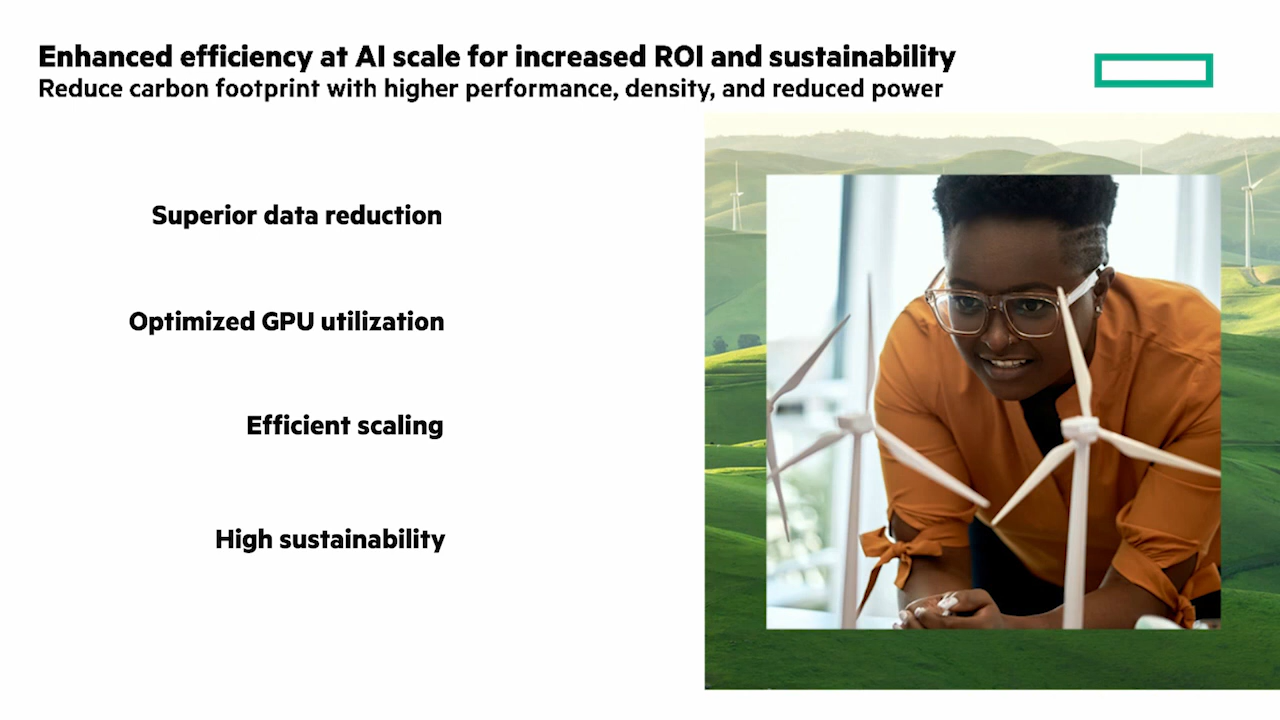 Enhanced efficiency at AI scale for increased ROI and sustainability
Reduce carbon footprint with higher performance, density, and reduced power
Superior data reduction
Optimized GPU utilization
Efficient scaling
High sustainability